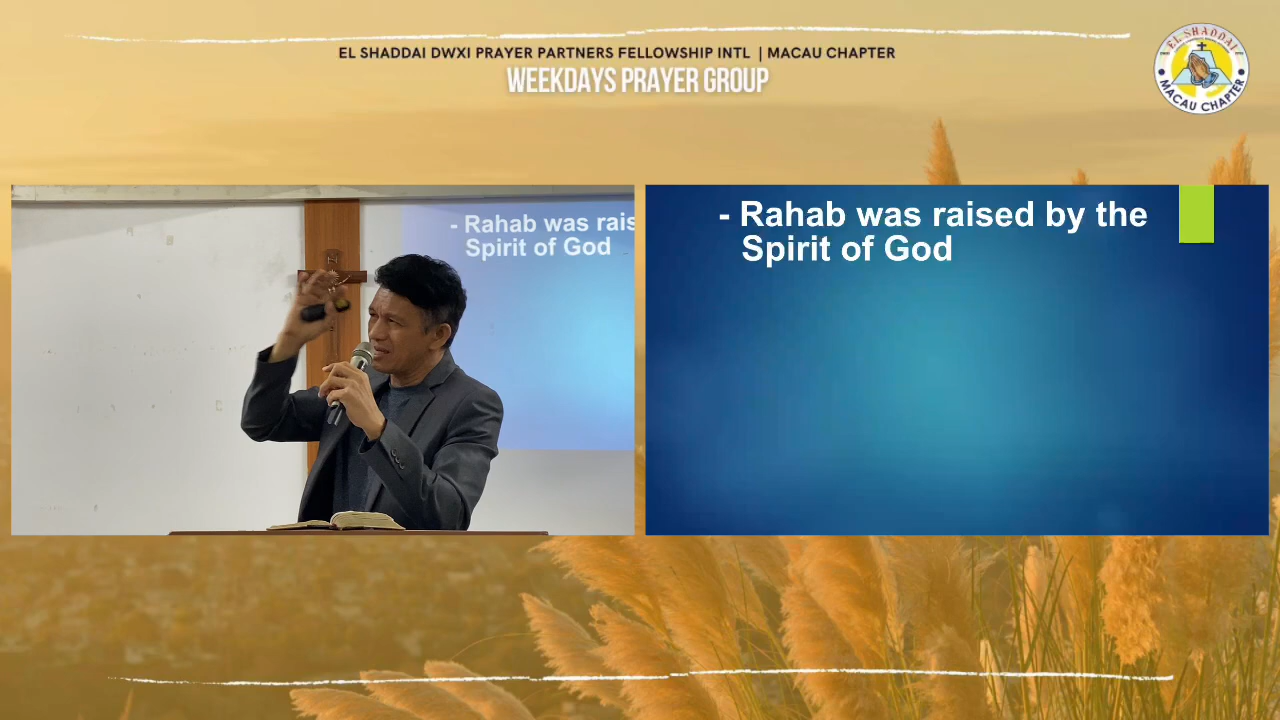 EL SHADDAI DWXI PRAYER PARTNERS FELLOWSHIP INTL | MACAU CHAPTER
WEEKDAYS PRAYER GROUP
EL SHADDAI
MACAU CHAPTER
- Rahab was rais
Spirit of God
- Rahab was raised by the
Spirit of God